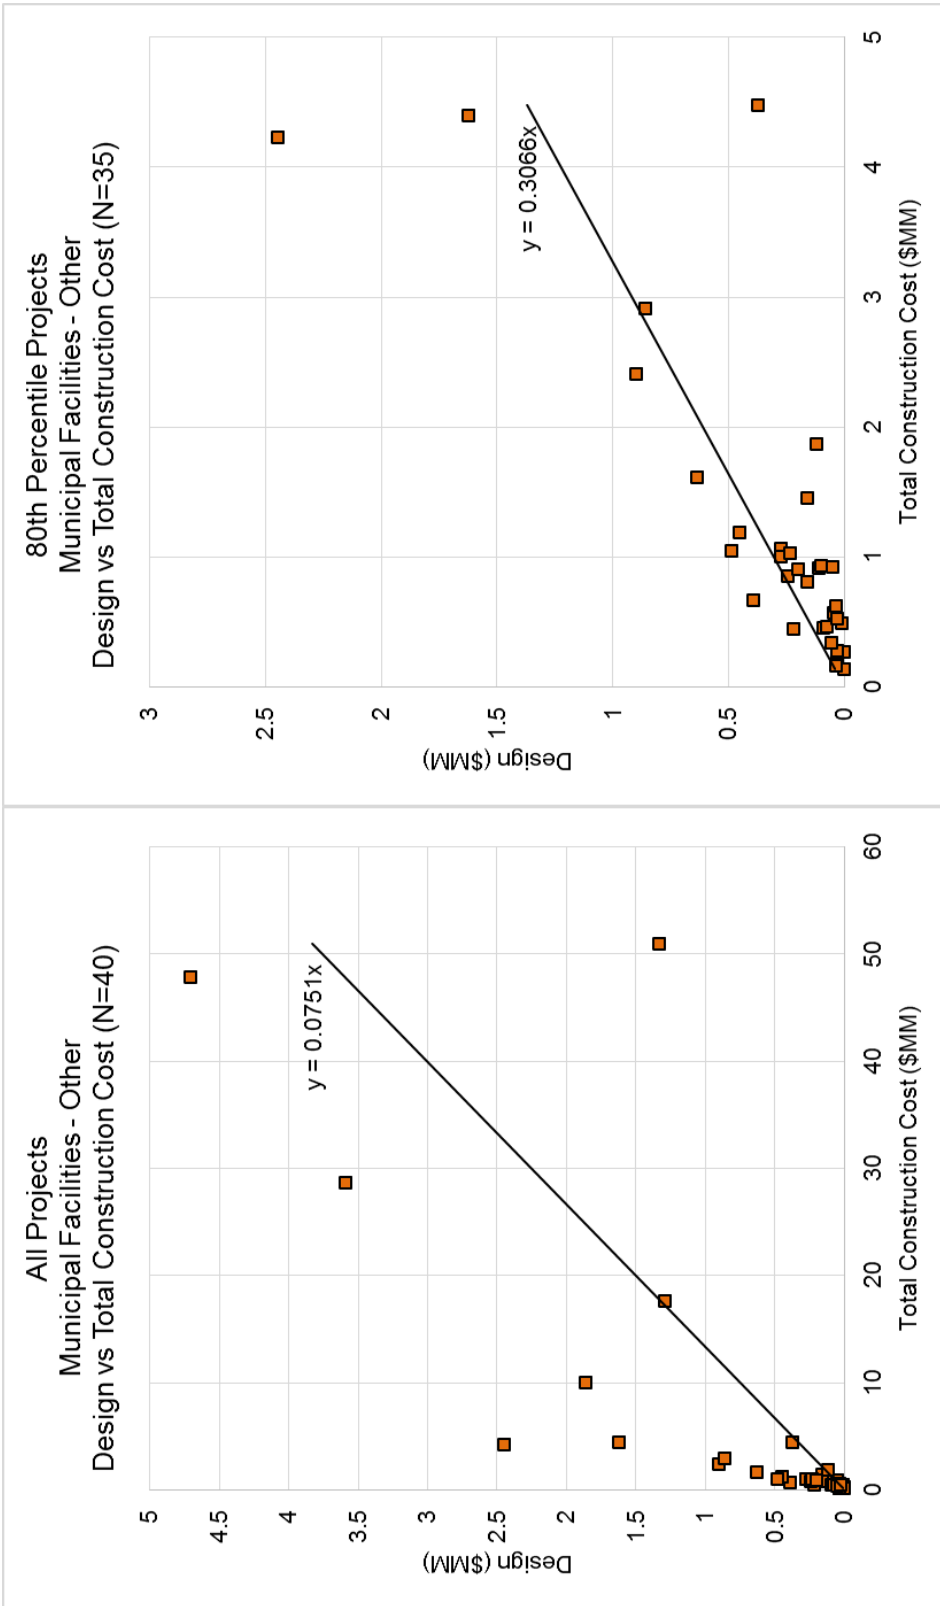 All Projects
Municipal Facilities - Other
Design vs Total Construction Cost (N=40)
5
4.5
4
3.5
3
2.5
2
1.5
1
0.5
0
Design ($MM)
y = 0.0751x
0 10 20 30 40 50 60
Total Construction Cost ($MM)
80th Percentile Projects
Municipal Facilities - Other
Design vs Total Construction Cost (N=35)
3
2.5
2
1.5
1
0.5
0
Design ($MM)
y = 0.3066x
0 1 2 3 4 5
Total Construction Cost ($MM)